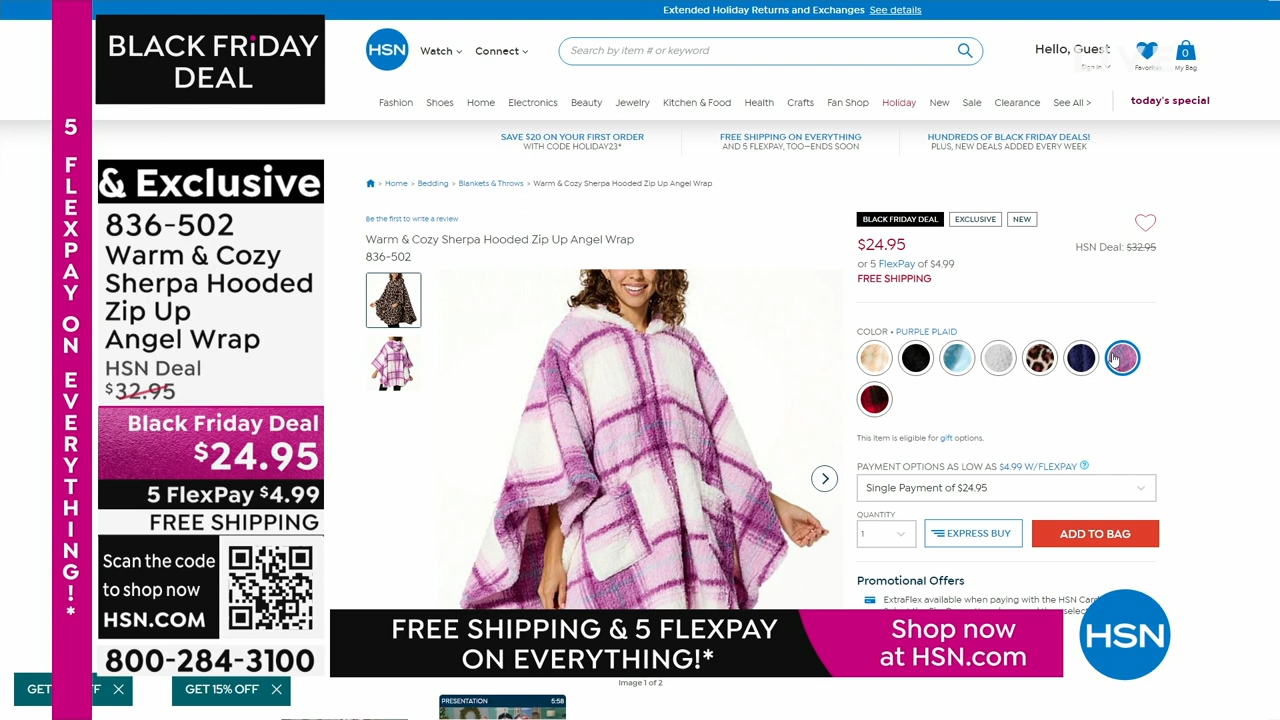 Extended Holiday Returns and Exchanges See details
BLACK FRiDAY
DEAL
5 FLEXPAY ON EVERYTHING!*
HSN
Watch
Connect
Search by item # or keyword
Hello, Guest
Sign In
Favorites
0
My Bag
Fashion Shoes Home Electronics Beauty Jewelry Kitchen & Food Health Crafts Fan Shop Holiday New Sale Clearance See All >
today's special
SAVE $20 ON YOUR FIRST ORDER
WITH CODE HOLIDAY23*
FREE SHIPPING ON EVERYTHING
AND 5 FLEXPAY, TOO—ENDS SOON
HUNDREDS OF BLACK FRIDAY DEALS!
PLUS, NEW DEALS ADDED EVERY WEEK
& Exclusive
836-502
Warm & Cozy
Sherpa Hooded
Zip Up
Angel Wrap
HSN Deal
$32.95
Black Friday Deal
$24.95
5 FlexPay $4.99
FREE SHIPPING
Scan the code
to shop now
HSN.COM
800-284-3100
> Home > Bedding > Blankets & Throws > Warm & Cozy Sherpa Hooded Zip Up Angel Wrap
Be the first to write a review
Warm & Cozy Sherpa Hooded Zip Up Angel Wrap
836-502
BLACK FRIDAY DEAL
EXCLUSIVE
NEW
$24.95
HSN Deal: $32.95
or 5 FlexPay of $4.99
FREE SHIPPING
COLOR • PURPLE PLAID
This item is eligible for gift options.
PAYMENT OPTIONS AS LOW AS $4.99 W/FLEXPAY
Single Payment of $24.95
QUANTITY
1
EXPRESS BUY
ADD TO BAG
Promotional Offers
ExtraFlex available when paying with the HSN Card
FREE SHIPPING & 5 FLEXPAY
ON EVERYTHING!*
Shop now
at HSN.com
HSN
Image 1 of 2
GET
FF
GET 15% OFF
PRESENTATION 5:58